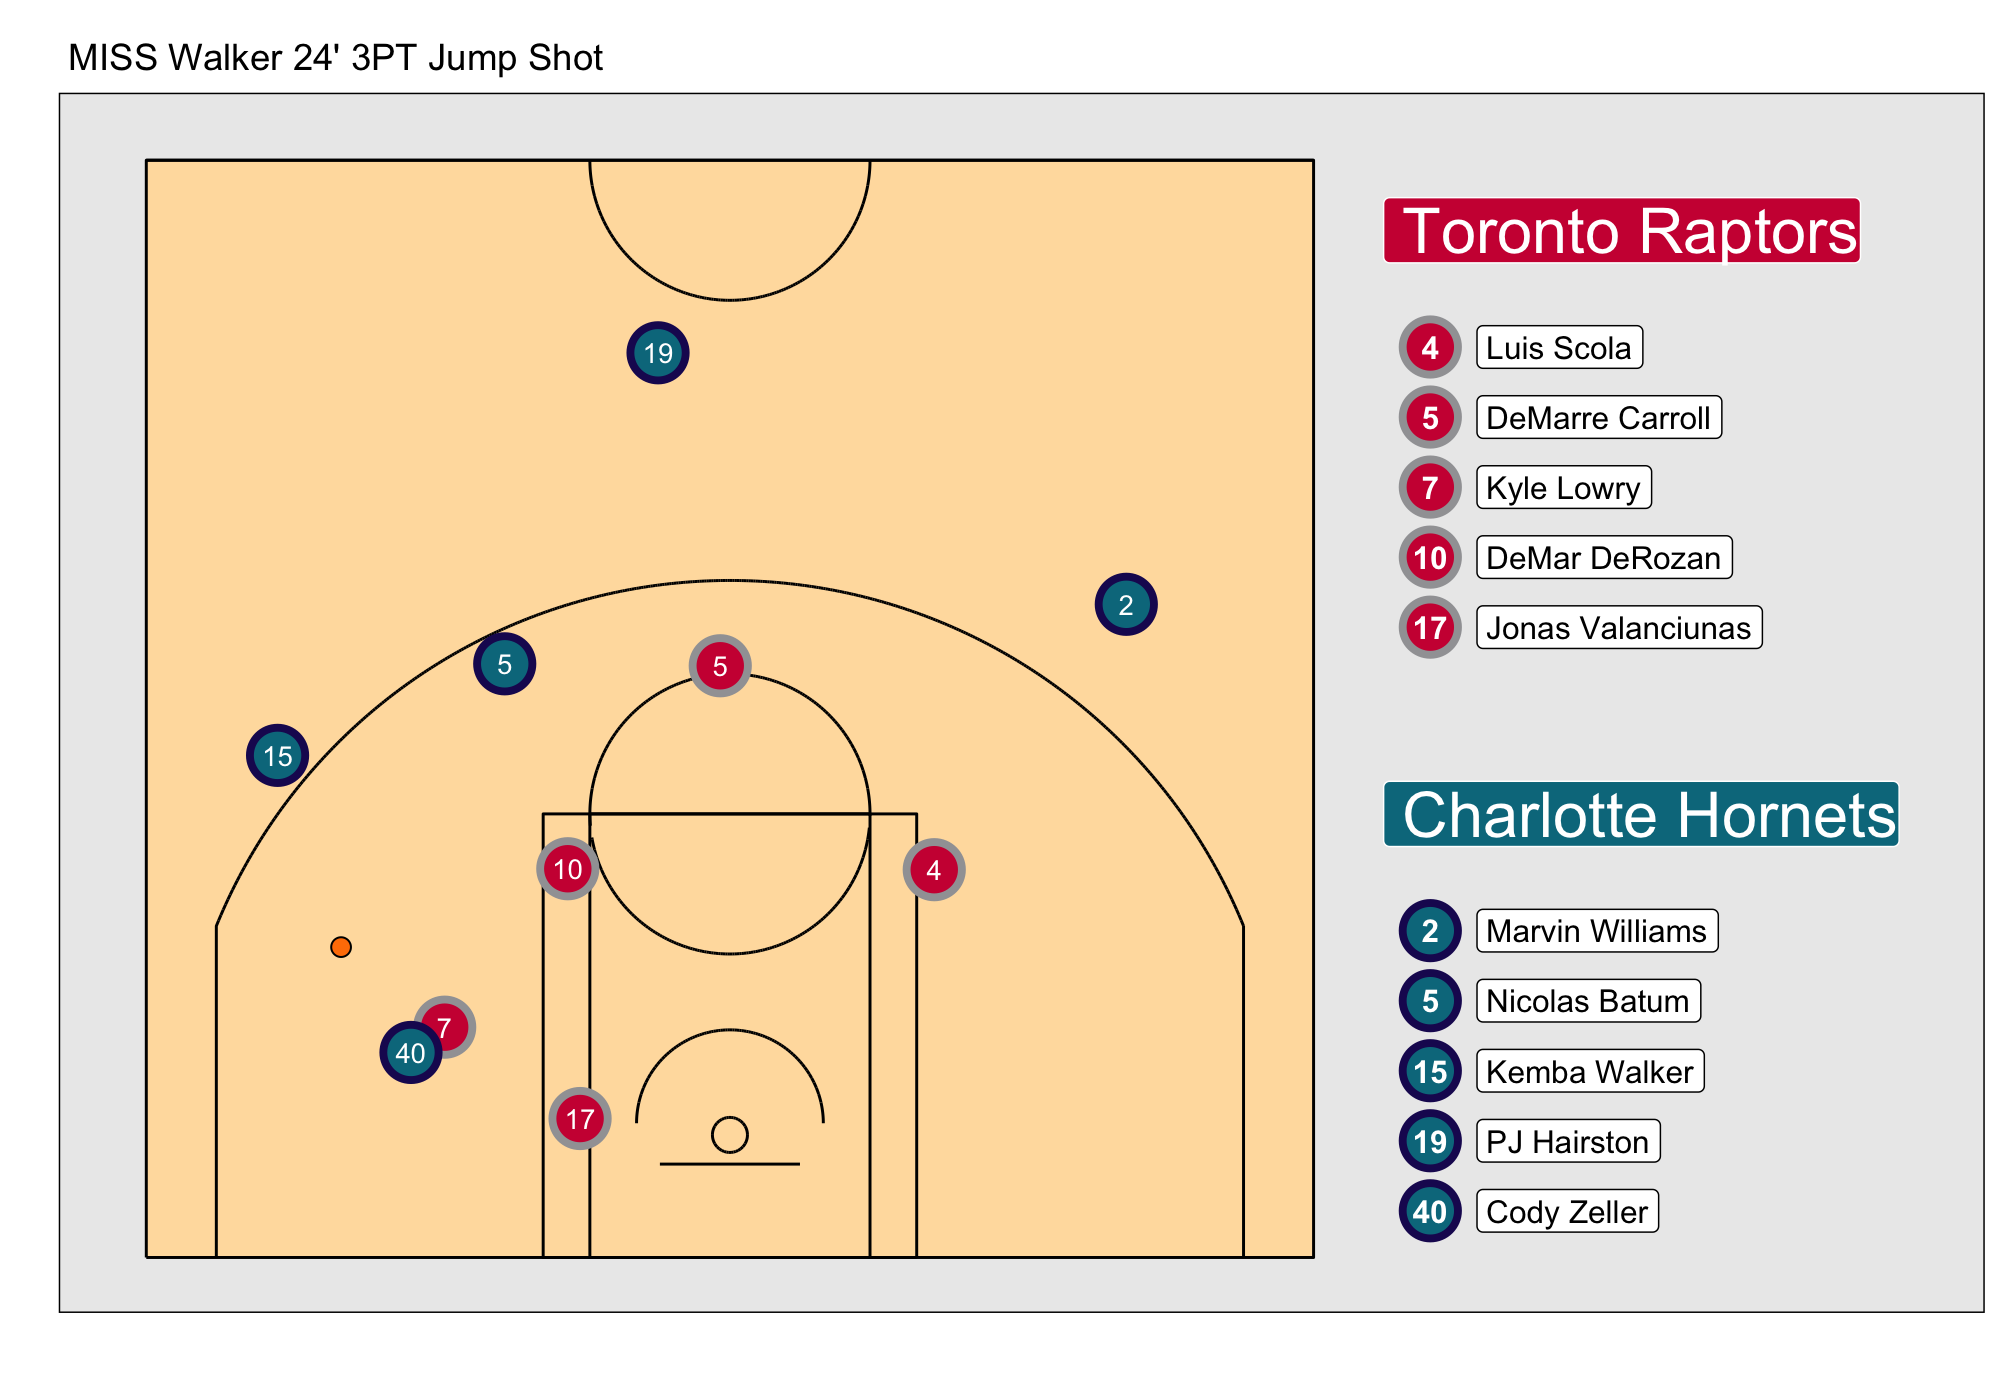 MISS Walker 24' 3PT Jump Shot
Toronto Raptors
4 Luis Scola
5 DeMarre Carroll
7 Kyle Lowry
10 DeMar DeRozan
17 Jonas Valanciunas
Charlotte Hornets
2 Marvin Williams
5 Nicolas Batum
15 Kemba Walker
19 PJ Hairston
40 Cody Zeller
19
2
5
5
15
10
4
7
40
17